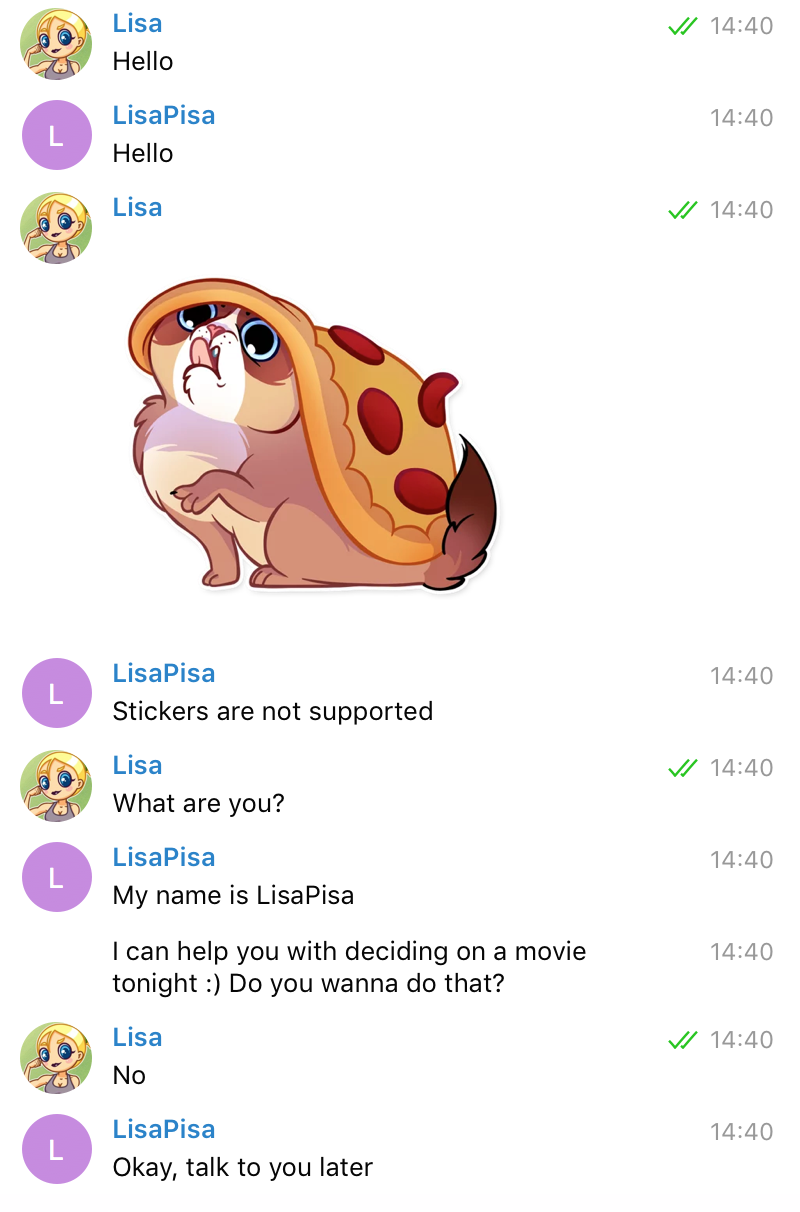 Lisa 14:40
Hello
L
LisaPisa 14:40
Hello
Lisa 14:40
L
LisaPisa 14:40
Stickers are not supported
Lisa 14:40
What are you?
L
LisaPisa 14:40
My name is LisaPisa
I can help you with deciding on a movie 14:40
tonight :) Do you wanna do that?
Lisa 14:40
No
L
LisaPisa 14:40
Okay, talk to you later